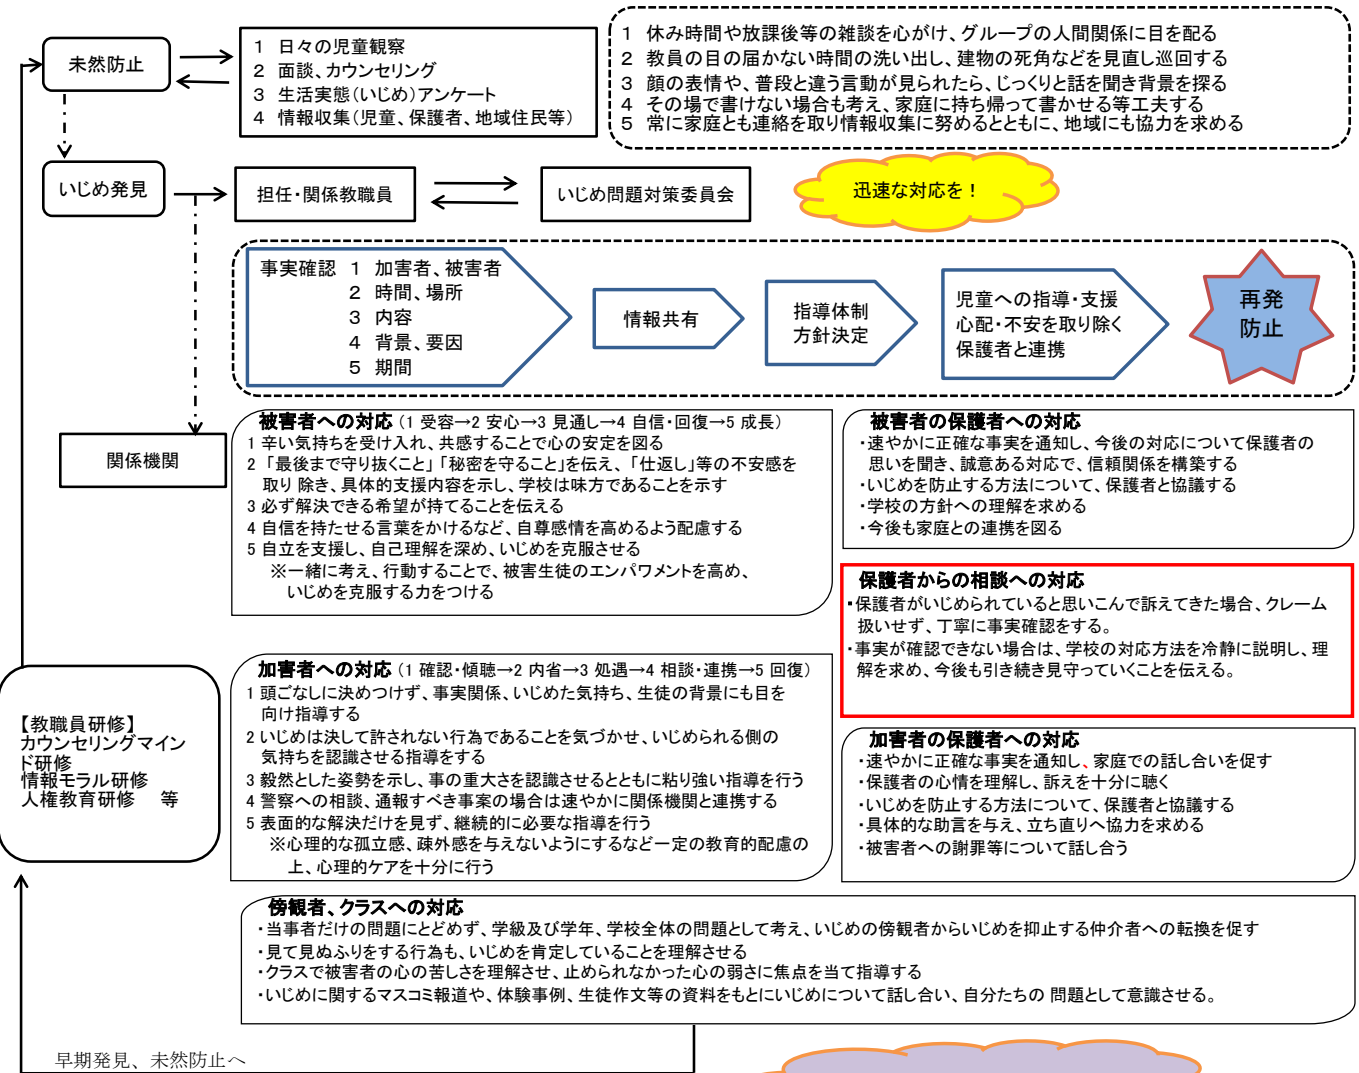 未然防止
1 日々の児童観察
2 面談、カウンセリング
3 生活実態(いじめ)アンケート
4 情報収集(児童、保護者、地域住民等)
1 休み時間や放課後等の雑談を心がけ、グループの人間関係に目を配る
2 教員の目の届かない時間の洗い出し、建物の死角などを見直し巡回する
3 顔の表情や、普段と違う言動が見られたら、じっくりと話を聞き背景を探る
4 その場で書けない場合も考え、家庭に持ち帰って書かせる等工夫する
5 常に家庭とも連絡を取り情報収集に努めるとともに、地域にも協力を求める
いじめ発見
担任・関係教職員
いじめ問題対策委員会
迅速な対応を！
事実確認 1 加害者、被害者
2 時間、場所
3 内容
4 背景、要因
5 期間
情報共有
指導体制
方針決定
児童への指導・支援
心配・不安を取り除く
保護者と連携
再発
防止
関係機関
被害者への対応 (1 受容→2 安心→3 見通し→4 自信・回復→5 成長)
1 辛い気持ちを受け入れ、共感することで心の安定を図る
2 「最後まで守り抜くこと」「秘密を守ること」を伝え、「仕返し」等の不安感を
取り 除き、具体的支援内容を示し、学校は味方であることを示す
3 必ず解決できる希望が持てることを伝える
4 自信を持たせる言葉をかけるなど、自尊感情を高めるよう配慮する
5 自立を支援し、自己理解を深め、いじめを克服させる
※一緒に考え、行動することで、被害生徒のエンパワメントを高め、
いじめを克服する力をつける
被害者の保護者への対応
・速やかに正確な事実を通知し、今後の対応について保護者の
思いを聞き、誠意ある対応で、信頼関係を構築する
・いじめを防止する方法について、保護者と協議する
・学校の方針への理解を求める
・今後も家庭との連携を図る
保護者からの相談への対応
・保護者がいじめられていると思いこんで訴えてきた場合、クレーム
扱いせず、丁寧に事実確認をする。
・事実が確認できない場合は、学校の対応方法を冷静に説明し、理
解を求め、今後も引き続き見守っていくことを伝える。
加害者への対応 (1 確認・傾聴→2 内省→3 処遇→4 相談・連携→5 回復)
1 頭ごなしに決めつけず、事実関係、いじめた気持ち、生徒の背景にも目を
向け指導する
2 いじめは決して許されない行為であることを気づかせ、いじめられる側の
気持ちを認識させる指導をする
3 毅然とした姿勢を示し、事の重大さを認識させるとともに粘り強い指導を行う
4 警察への相談、通報すべき事案の場合は速やかに関係機関と連携する
5 表面的な解決だけを見ず、継続的に必要な指導を行う
※心理的な孤立感、疎外感を与えないようにするなど一定の教育的配慮の
上、心理的ケアを十分に行う
加害者の保護者への対応
・速やかに正確な事実を通知し、家庭での話し合いを促す
・保護者の心情を理解し、訴えを十分に聴く
・いじめを防止する方法について、保護者と協議する
・具体的な助言を与え、立ち直りへ協力を求める
・被害者への謝罪等について話し合う
【教職員研修】
カウンセリングマイン
ド研修
情報モラル研修
人権教育研修 等
傍観者、クラスへの対応
・当事者だけの問題にとどめず、学級及び学年、学校全体の問題として考え、いじめの傍観者からいじめを抑止する仲介者への転換を促す
・見て見ぬふりをする行為も、いじめを肯定していることを理解させる
・クラスで被害者の心の苦しさを理解させ、止められなかった心の弱さに焦点を当て指導する
・いじめに関するマスコミ報道や、体験事例、生徒作文等の資料をもとにいじめについて話し合い、自分たちの 問題として意識させる。
早期発見、未然防止へ